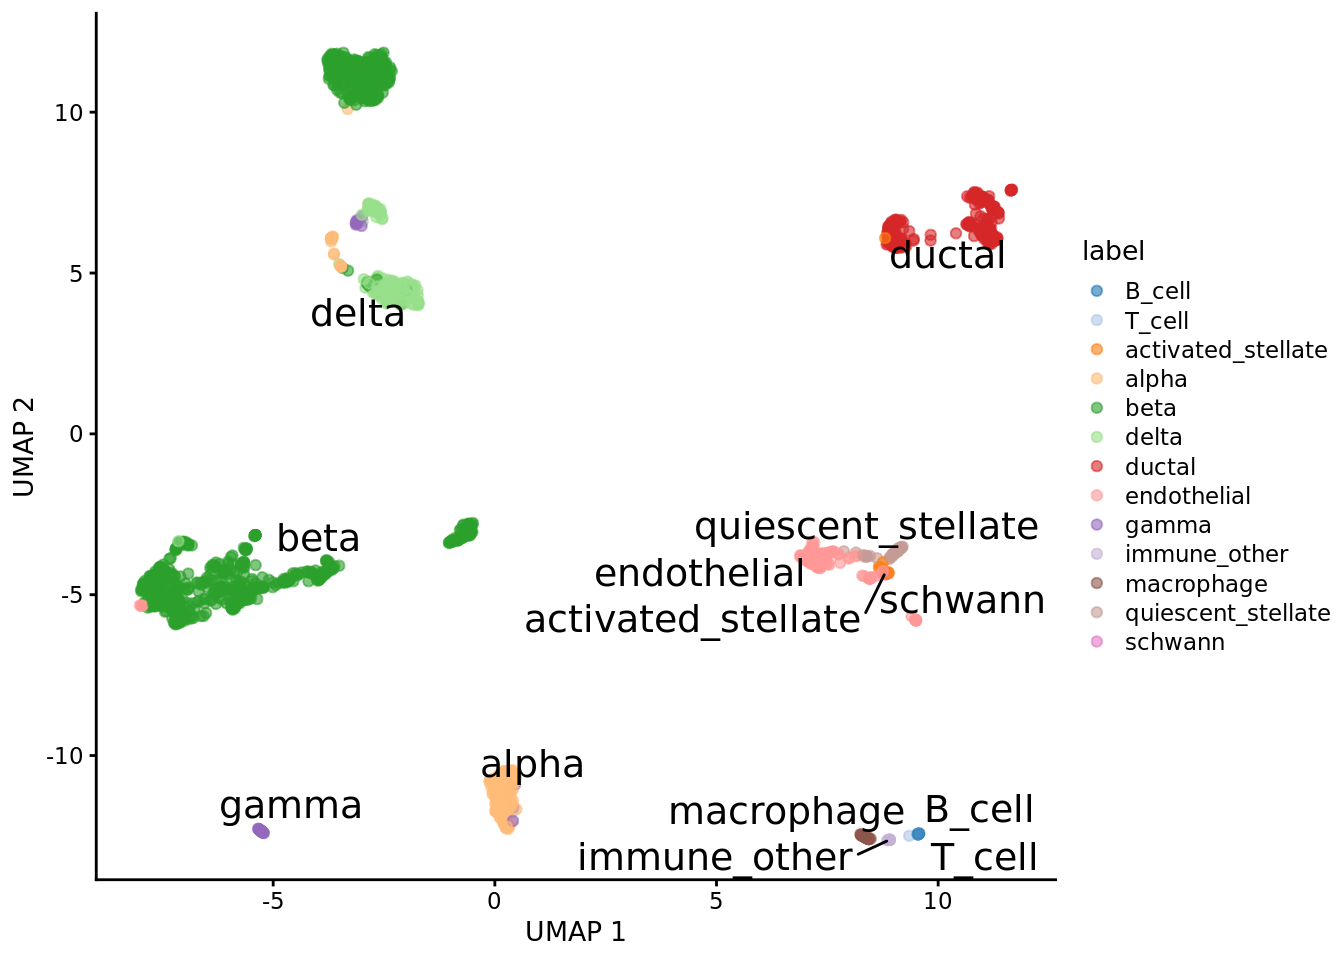 10
5
0
-5
-10
UMAP 2
-5
0
5
10
UMAP 1
delta
ductal
beta
quiescent_stellate
endothelial
schwann
activated_stellate
alpha
gamma
macrophage
B_cell
immune_other
T_cell
label
B_cell
T_cell
activated_stellate
alpha
beta
delta
ductal
endothelial
gamma
immune_other
macrophage
quiescent_stellate
schwann